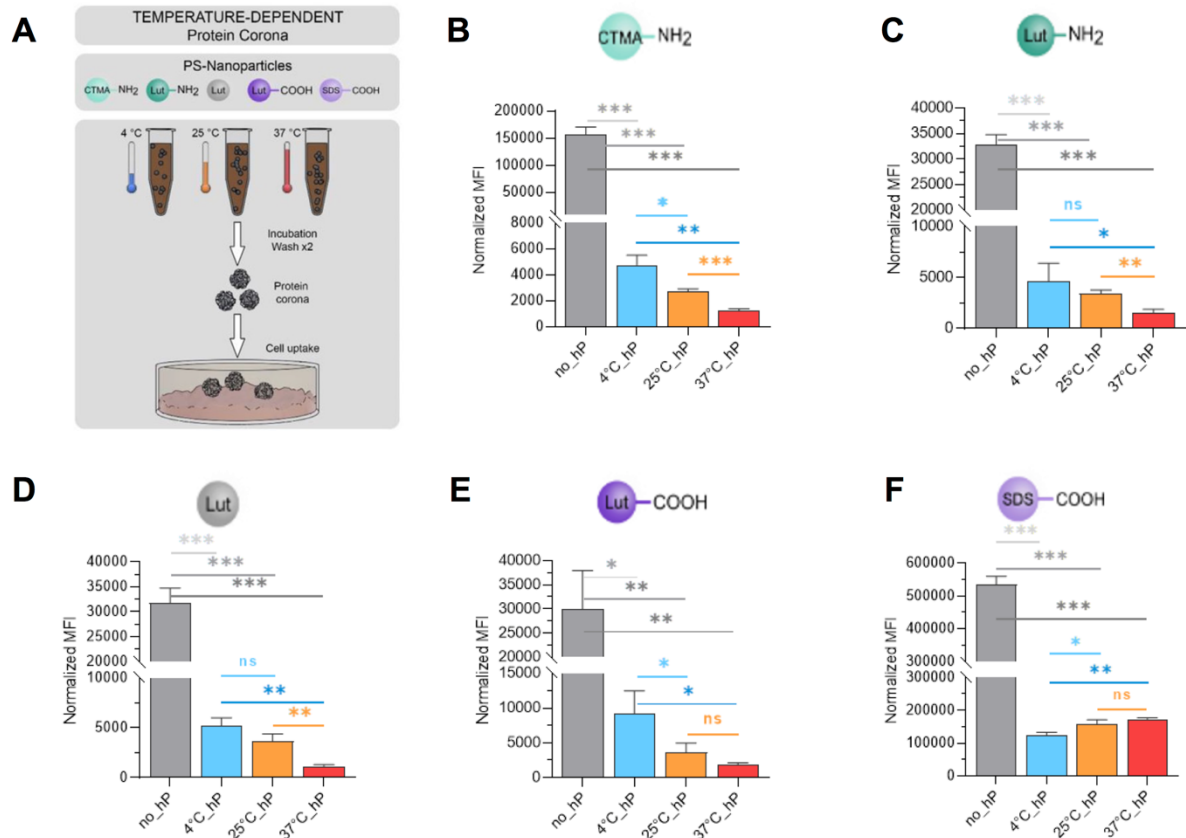 A
TEMPERATURE-DEPENDENT
Protein Corona
PS-Nanoparticles
CTMA NH2 Lut NH2 Lut Lut COOH SDS COOH
4 °C 25 °C 37 °C
Incubation
Wash x2
Protein
corona
Cell uptake
B
CTMA NH2
Normalized MFI
200000
175000
150000
125000
100000
75000
50000
8000
6000
4000
2000
0
***
***
***
*
**
***
no_hP
4°C_hP
25°C_hP
37°C_hP
C
Lut NH2
Normalized MFI
40000
35000
30000
25000
20000
10000
5000
0
***
***
***
ns
*
**
no_hP
4°C_hP
25°C_hP
37°C_hP
D
Lut
Normalized MFI
40000
35000
30000
25000
20000
10000
5000
0
***
***
***
ns
**
**
no_hP
4°C_hP
25°C_hP
37°C_hP
E
Lut COOH
Normalized MFI
40000
35000
30000
25000
20000
15000
10000
5000
0
*
**
**
*
*
ns
no_hP
4°C_hP
25°C_hP
37°C_hP
F
SDS COOH
Normalized MFI
600000
500000
400000
300000
200000
150000
100000
50000
0
***
***
***
*
**
ns
no_hP
4°C_hP
25°C_hP
37°C_hP